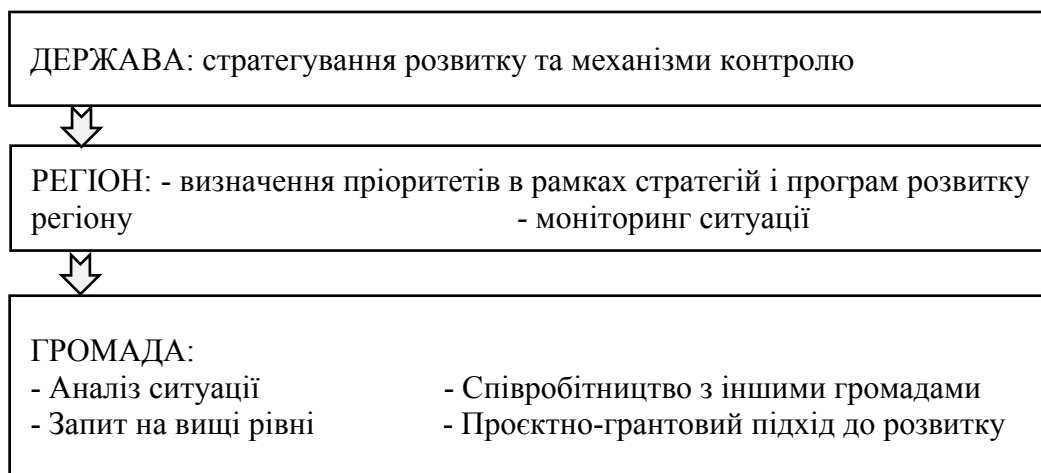 ДЕРЖАВА: стратегування розвитку та механізми контролю
РЕГІОН: - визначення пріоритетів в рамках стратегій і програм розвитку
регіону - моніторинг ситуації
ГРОМАДА:
- Аналіз ситуації - Співробітництво з іншими громадами
- Запит на вищі рівні - Проєктно-грантовий підхід до розвитку